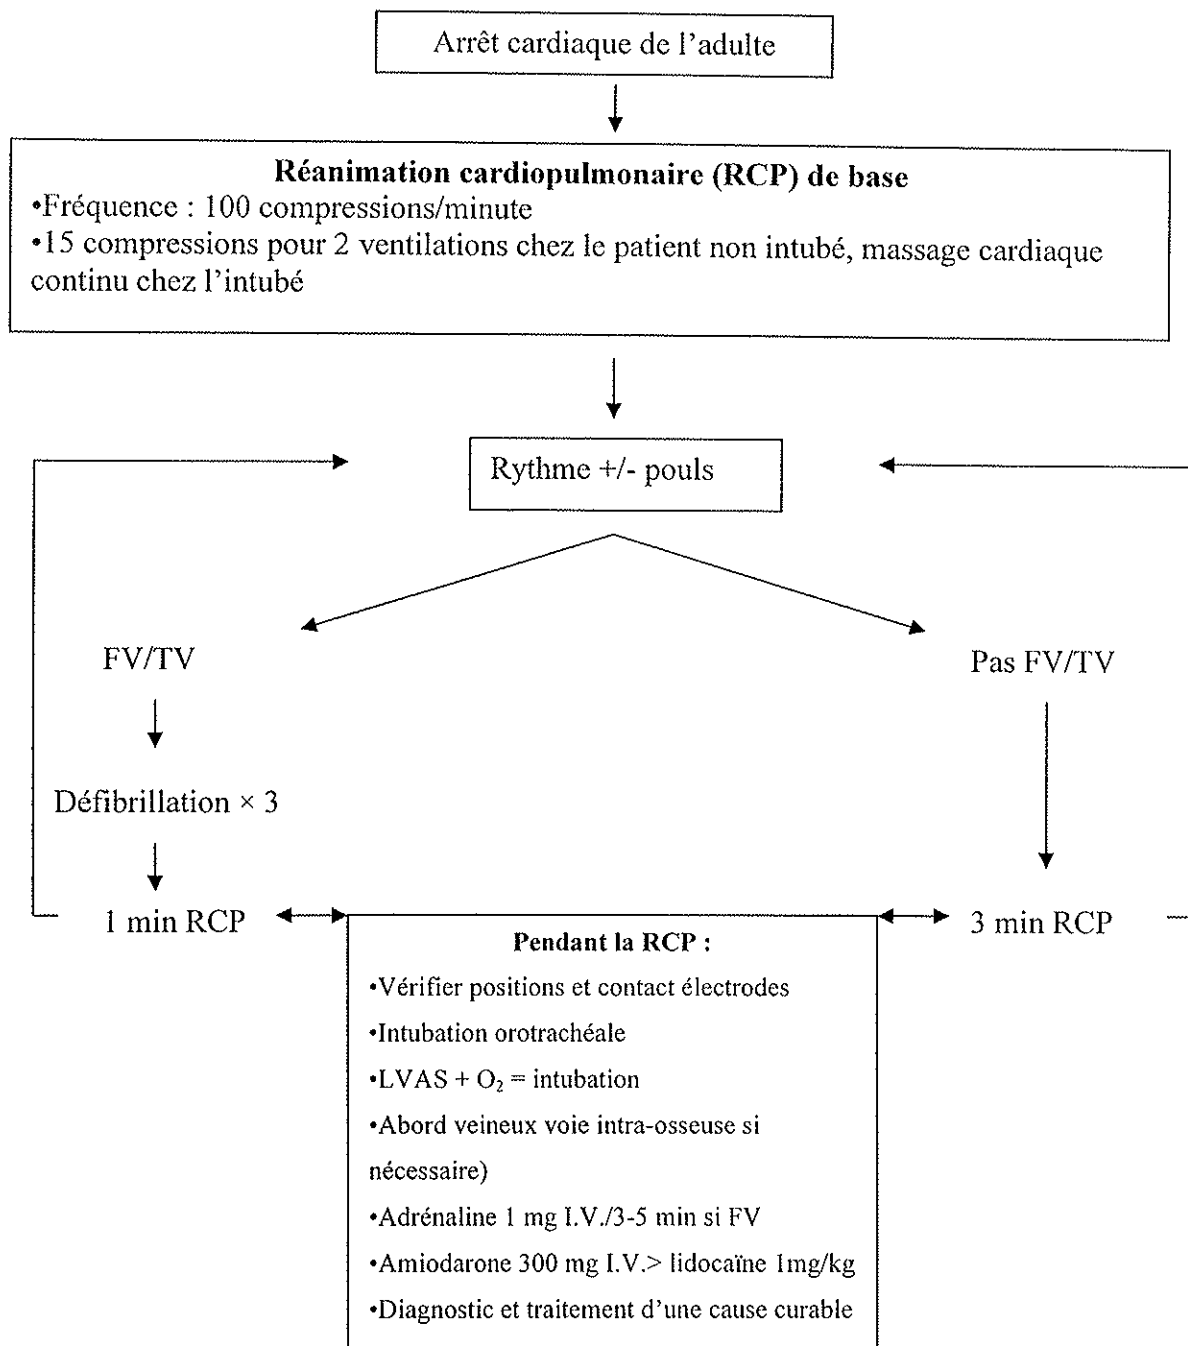 Arrêt cardiaque de l’adulte
Réanimation cardiopulmonaire (RCP) de base
•Fréquence : 100 compressions/minute
•15 compressions pour 2 ventilations chez le patient non intubé, massage cardiaque
continu chez l’intubé
Rythme +/- pouls
FV/TV
Pas FV/TV
Défibrillation × 3
1 min RCP
3 min RCP
Pendant la RCP :
•Vérifier positions et contact électrodes
•Intubation orotrachéale
•LVAS + O₂ = intubation
•Abord veineux voie intra-osseuse si
nécessaire)
•Adrénaline 1 mg I.V./3-5 min si FV
•Amiodarone 300 mg I.V.> lidocaïne 1mg/kg
•Diagnostic et traitement d’une cause curable